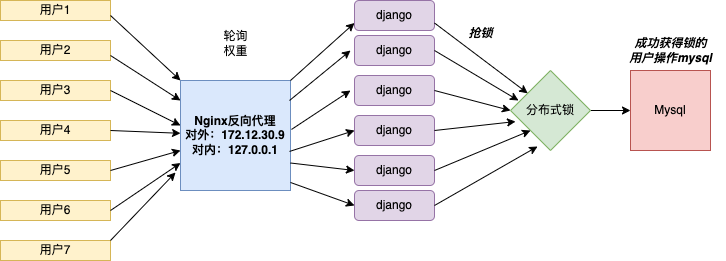 用户1
用户2
用户3
用户4
用户5
用户6
用户7
轮询
权重
Nginx反向代理
对外：172.12.30.9
对内：127.0.0.1
django
django
django
django
django
django
抢锁
分布式锁
成功获得锁的
用户操作mysql
Mysql